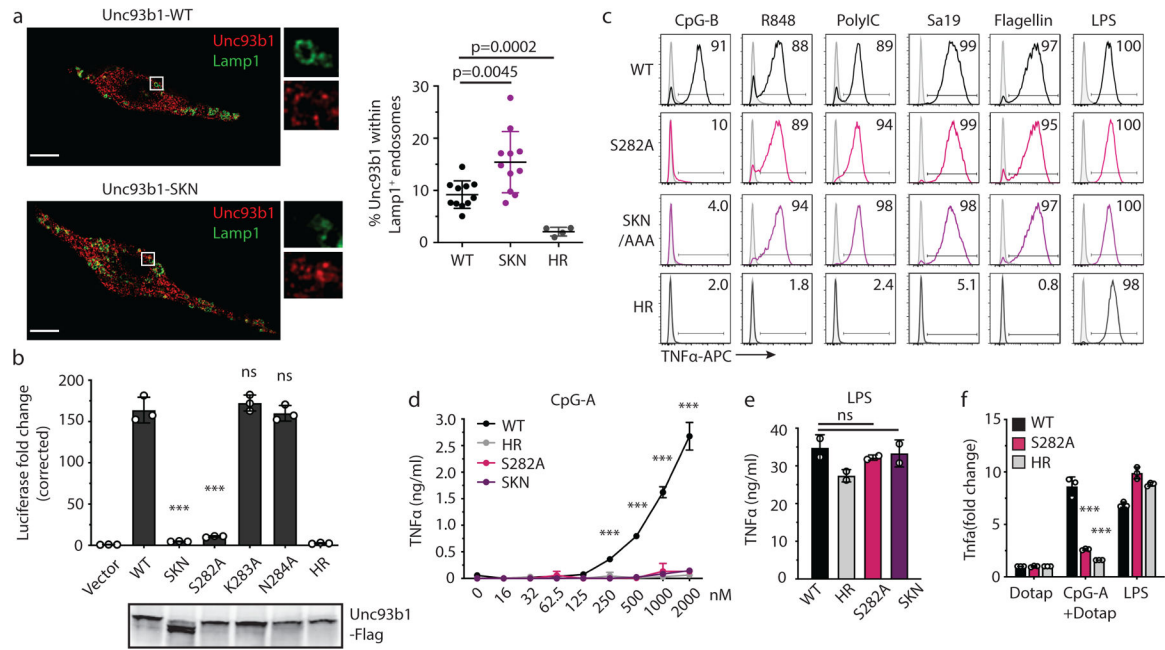 a
Unc93b1-WT
Unc93b1
Lamp1
Unc93b1-SKN
Unc93b1
Lamp1
p=0.0002
p=0.0045
% Unc93b1 within
Lamp1⁺ endosomes
40
30
20
10
0
WT SKN HR
b
Luciferase fold change
(corrected)
200
150
100
50
0
*** *** ns ns
Vector WT SKN S282A K283A N284A HR
Unc93b1
-Flag
c
CpG-B R848 PolyIC Sa19 Flagellin LPS
WT 91 88 89 99 97 100
S282A 10 89 94 99 95 100
SKN
/AAA
4.0 94 98 98 97 100
HR 2.0 1.8 2.4 5.1 0.8 98
TNFα-APC
d
CpG-A
WT
HR
S282A
SKN
TNFα (ng/ml)
3.0
2.5
2.0
1.5
1.0
0.5
0
*** *** *** ***
0 16 32 62.5 125 250 500 1000 2000 nM
e
LPS
ns
TNFα (ng/ml)
40
30
20
10
0
WT HR S282A SKN
f
WT
S282A
HR
Tnfa(fold change)
15
10
5
0
***
***
Dotap CpG-A LPS
+Dotap